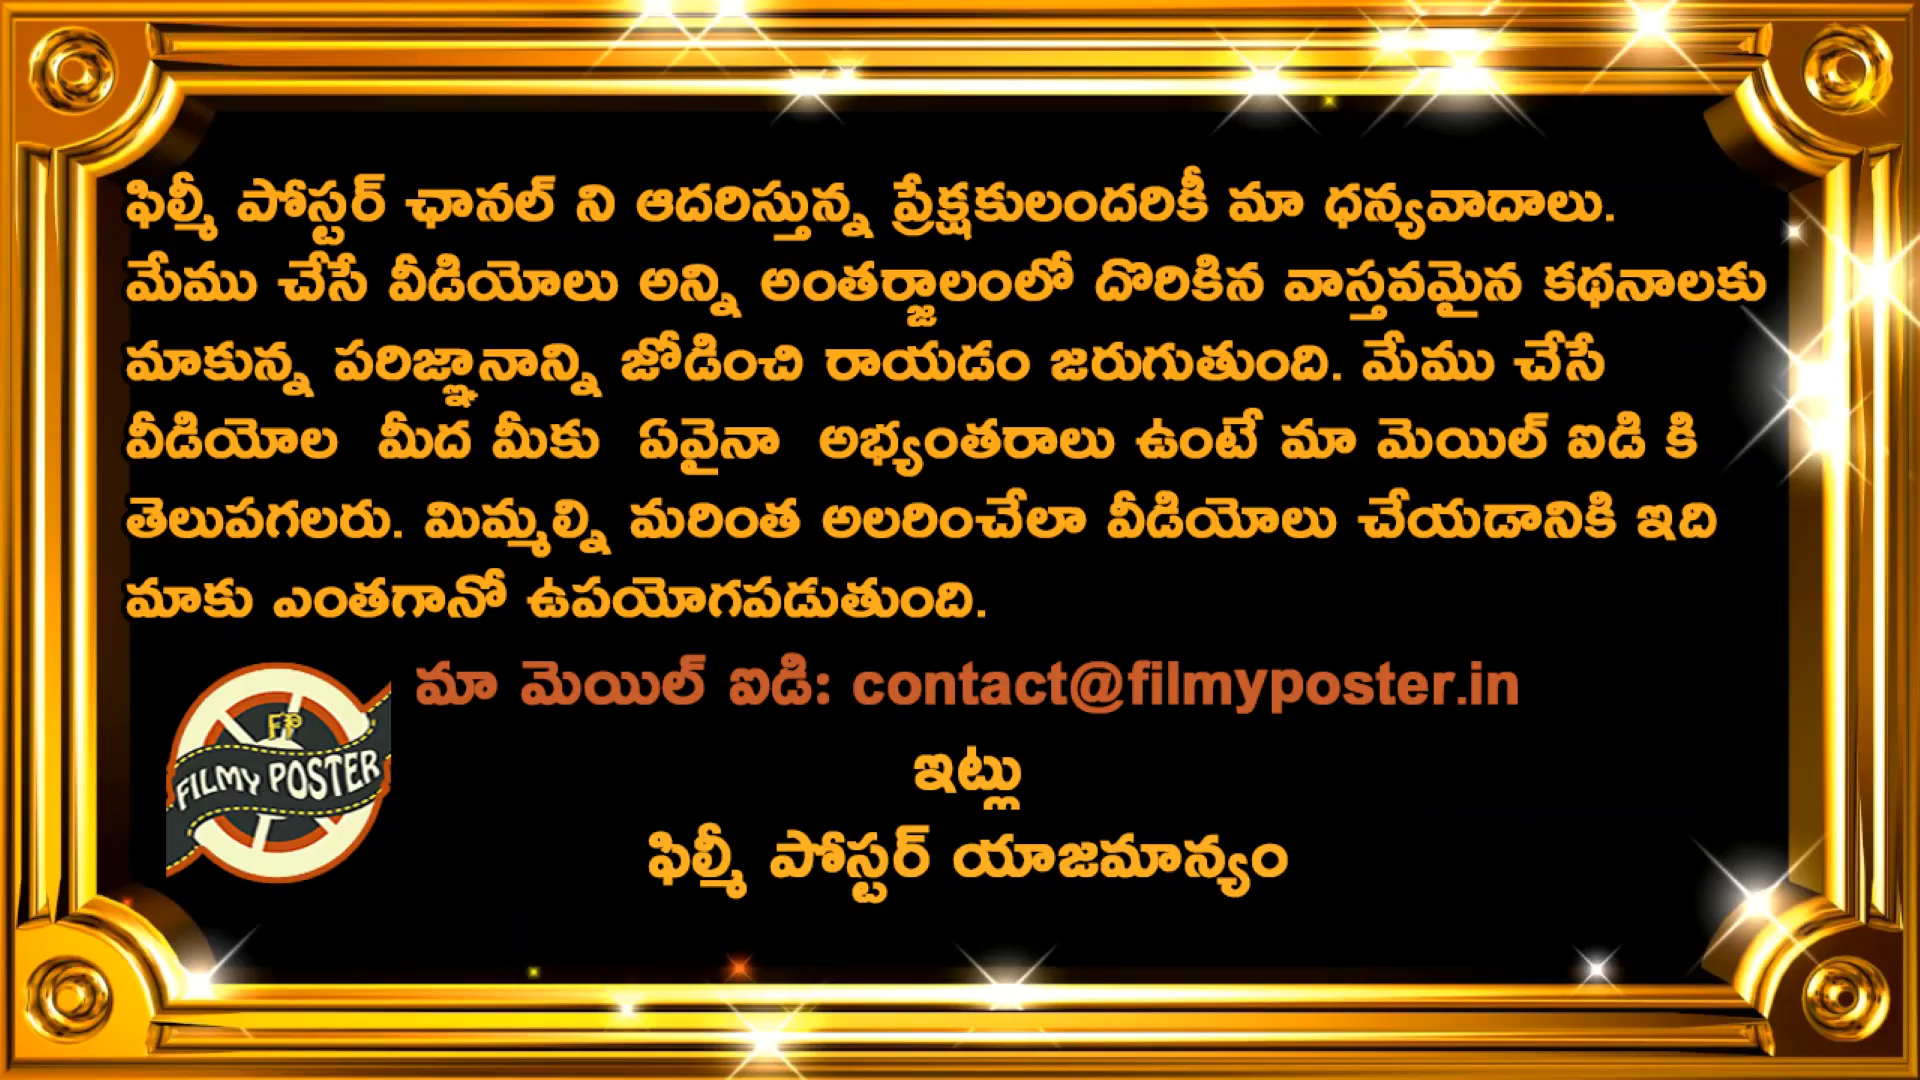 ఫిల్మీ పోస్టర్ ఛానల్ ని ఆదరిస్తున్న ప్రేక్షకులందరికీ మా ధన్యవాదాలు.
మేము చేసే వీడియోలు అన్ని అంతర్జాలంలో దొరికిన వాస్తవమైన కథనాలకు
మాకున్న పరిజ్ఞానాన్ని జోడించి రాయడం జరుగుతుంది. మేము చేసే
వీడియోల మీద మీకు ఏవైనా అభ్యంతరాలు ఉంటే మా మెయిల్ ఐడి కి
తెలుపగలరు. మిమ్మల్ని మరింత అలరించేలా వీడియోలు చేయడానికి ఇది
మాకు ఎంతగానో ఉపయోగపడుతుంది.
మా మెయిల్ ఐడి: contact@filmyposter.in
FP
FILMY POSTER
ఇట్లు
ఫిల్మీ పోస్టర్ యాజమాన్యం